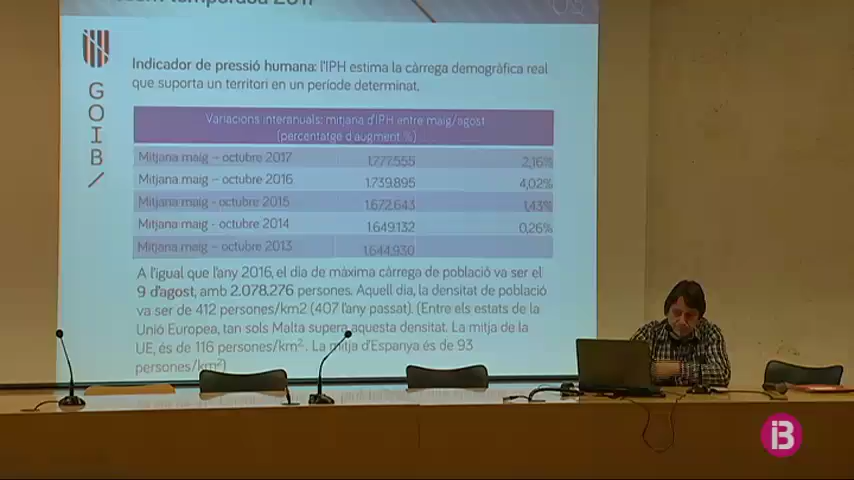 temporada 2017
03
GOIB/
Indicador de pressió humana: l'IPH estima la càrrega demogràfica real
que suporta un territori en un període determinat.
Variacions interanuals: mitjana d'IPH entre maig/agost
(percentatge d'augment %)
Mitjana maig – octubre 2017 1.777.555 2,16%
Mitjana maig – octubre 2016 1.739.895 4,02%
Mitjana maig - octubre 2015 1.672.643 1,43%
Mitjana maig - octubre 2014 1.649.132 0,26%
Mitjana maig – octubre 2013 1.644.930
A l'igual que l'any 2016, el dia de màxima càrrega de població va ser el
9 d'agost, amb 2.078.276 persones. Aquell dia, la densitat de població
va ser de 412 persones/km2 (407 l'any passat). (Entre els estats de la
Unió Europea, tan sols Malta supera aquesta densitat. La mitja de la
UE, és de 116 persones/km². La mitja d'Espanya és de 93
persones/km²)
IB